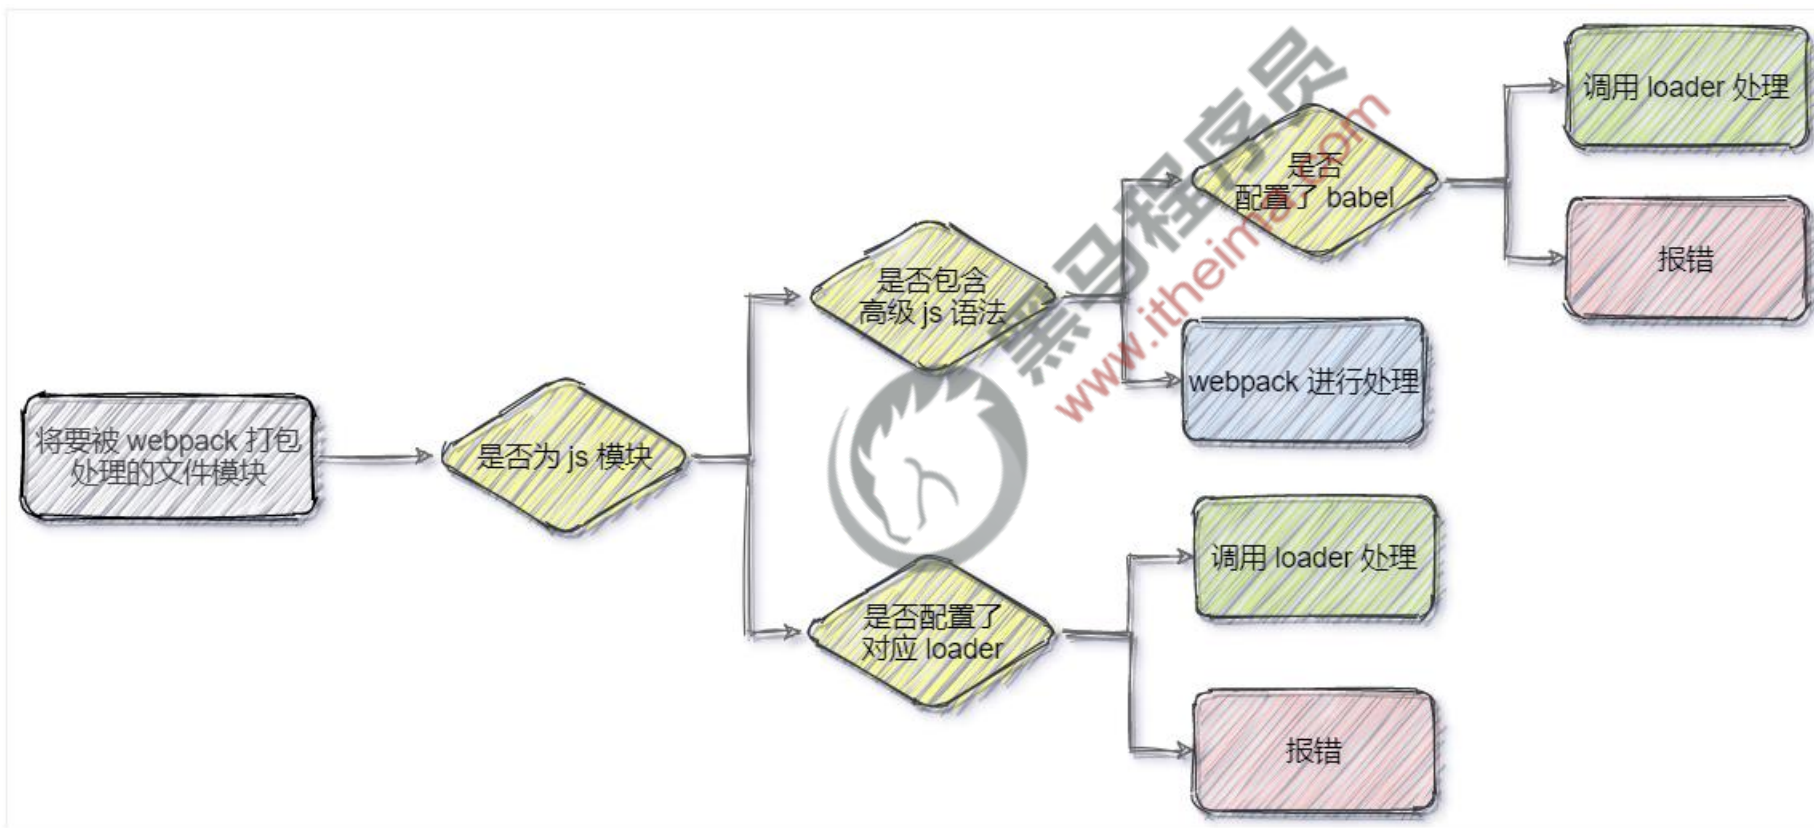 将要被 webpack 打包
处理的文件模块
是否为 js 模块
是否包含
高级 js 语法
是否
配置了 babel
调用 loader 处理
报错
webpack 进行处理
是否配置了
对应 loader
调用 loader 处理
报错
黑马程序员
www.itheima.com